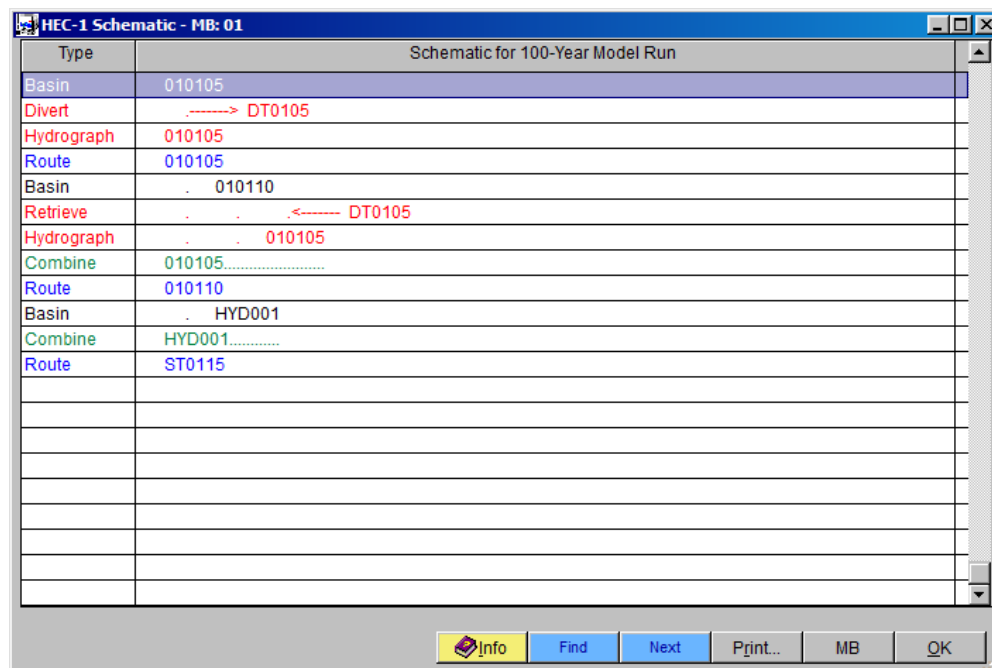 HEC-1 Schematic - MB: 01
Type Schematic for 100-Year Model Run
Basin 010105
Divert .-------> DT0105
Hydrograph 010105
Route 010105
Basin . 010110
Retrieve . . .<------- DT0105
Hydrograph . . 010105
Combine 010105........................
Route 010110
Basin . HYD001
Combine HYD001............
Route ST0115
Info Find Next Print... MB OK